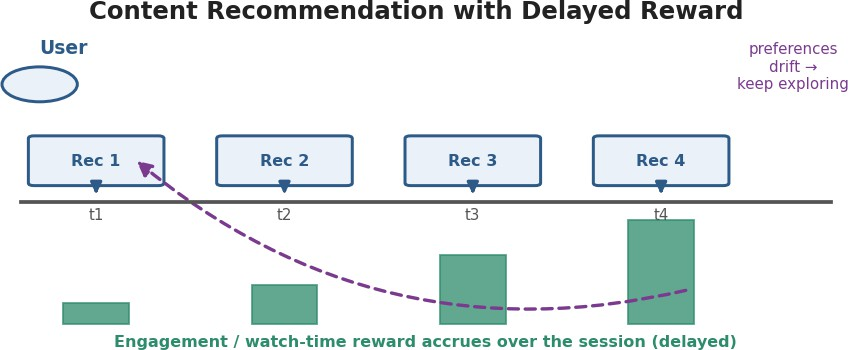 Content Recommendation with Delayed Reward
User
preferences
drift →
keep exploring
Rec 1
Rec 2
Rec 3
Rec 4
t1
t2
t3
t4
Engagement / watch-time reward accrues over the session (delayed)